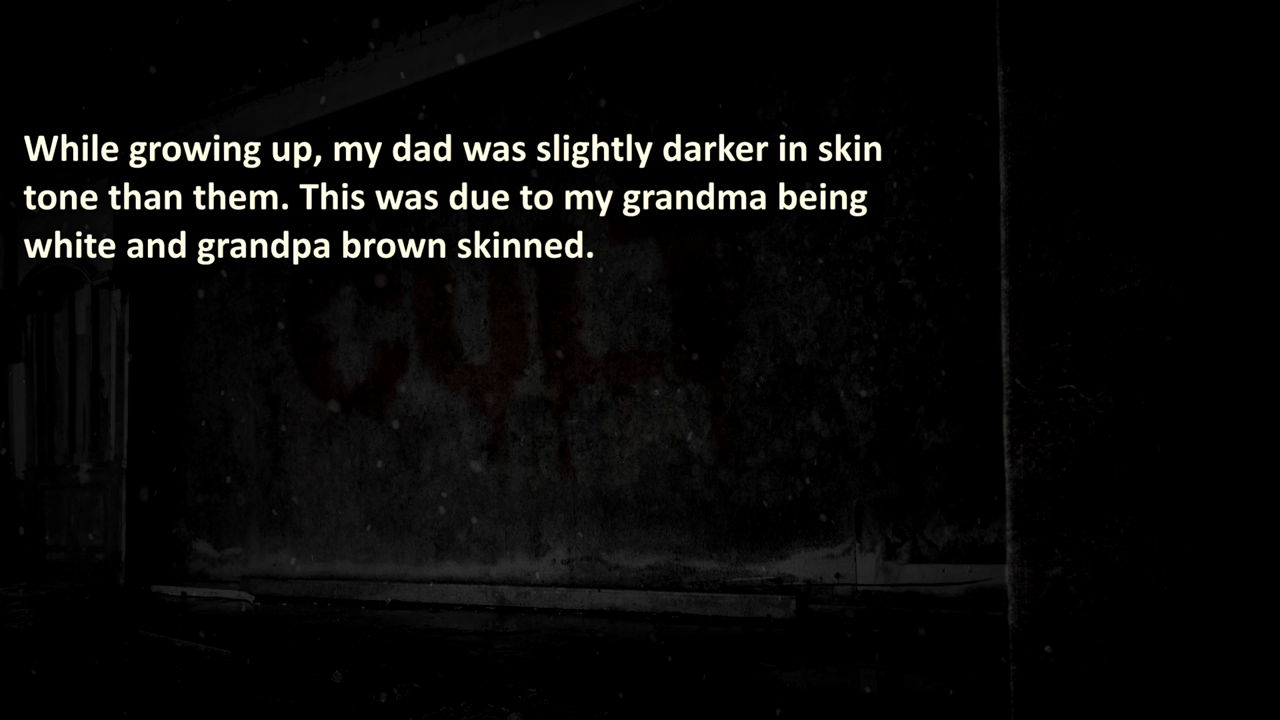 While growing up, my dad was slightly darker in skin
tone than them. This was due to my grandma being
white and grandpa brown skinned.